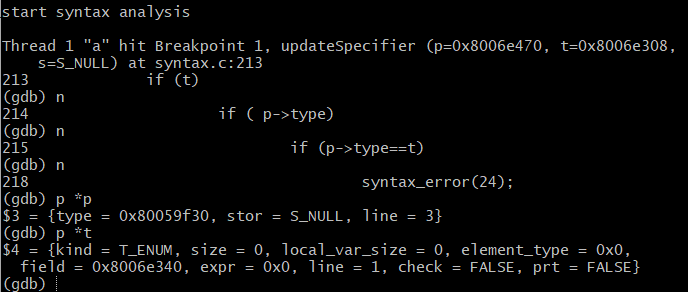 start syntax analysis
Thread 1 "a" hit Breakpoint 1, updateSpecifier (p=0x8006e470, t=0x8006e308,
s=S_NULL) at syntax.c:213
213 if (t)
(gdb) n
214 if ( p->type)
(gdb) n
215 if (p->type==t)
(gdb) n
218 syntax_error(24);
(gdb) p *p
$3 = {type = 0x80059f30, stor = S_NULL, line = 3}
(gdb) p *t
$4 = {kind = T_ENUM, size = 0, local_var_size = 0, element_type = 0x0,
field = 0x8006e340, expr = 0x0, line = 1, check = FALSE, prt = FALSE}
(gdb)